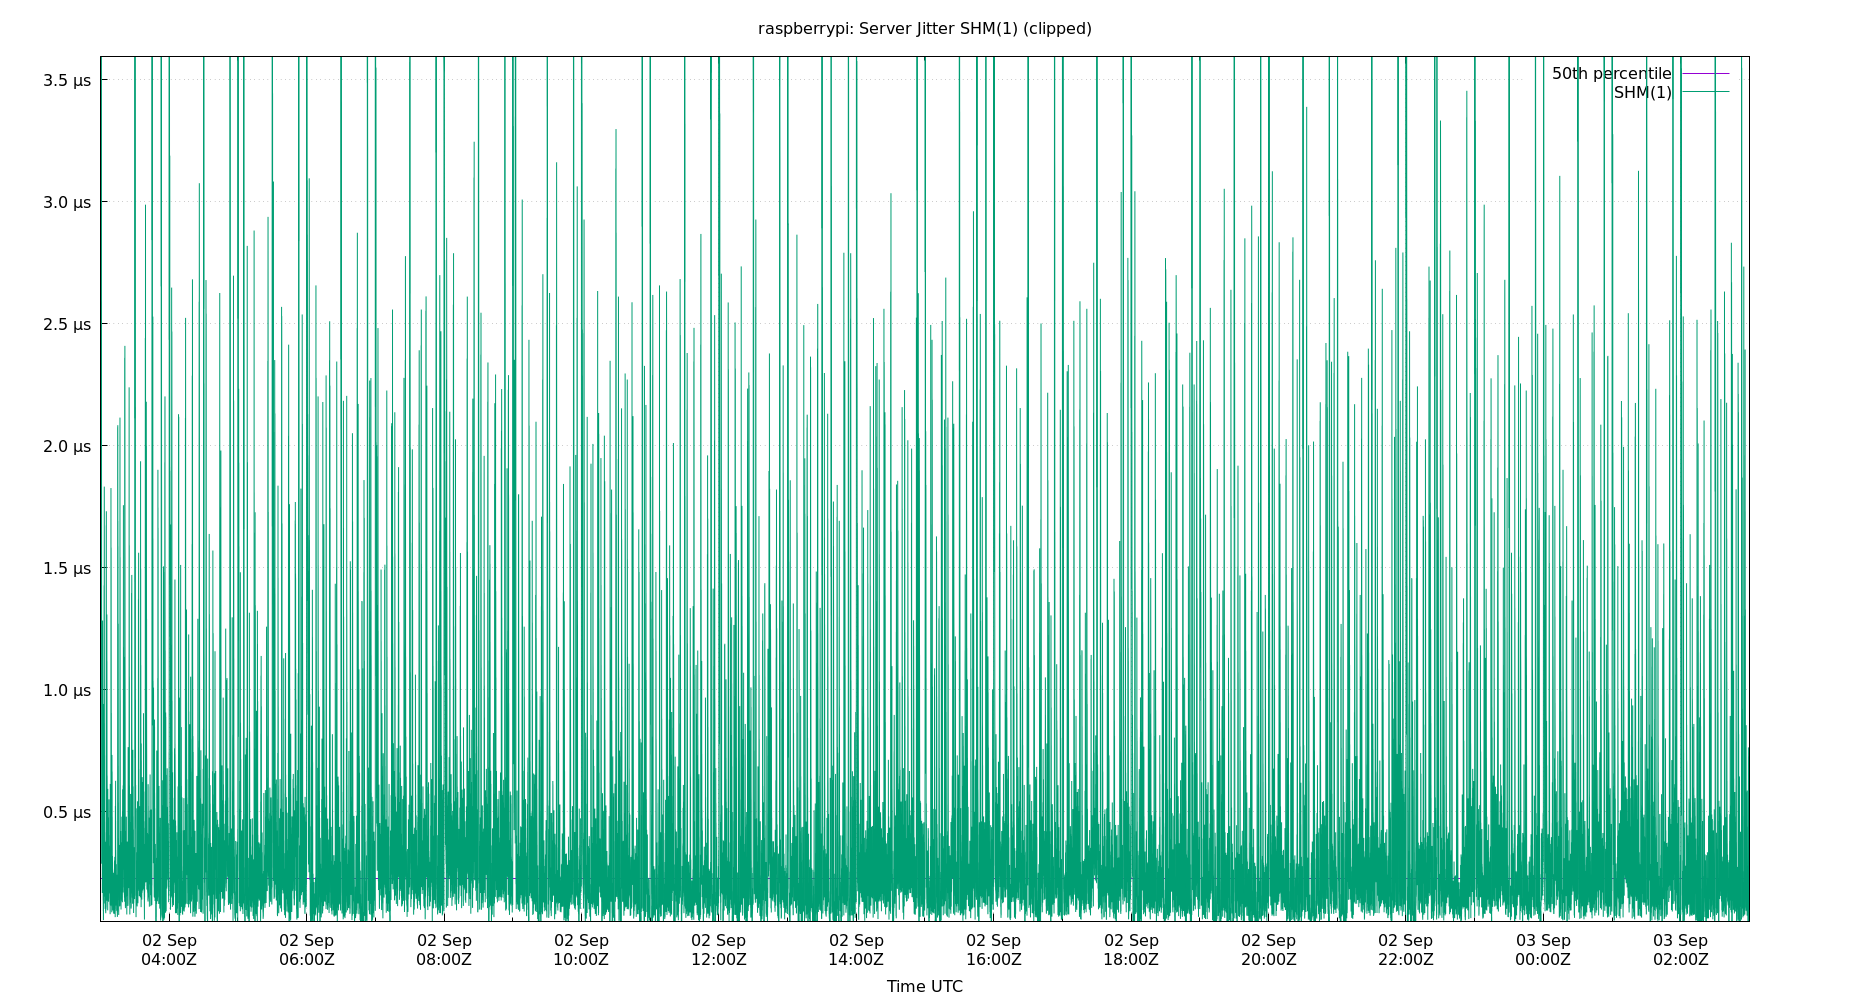 raspberrypi: Server Jitter SHM(1) (clipped)
50th percentile
SHM(1)
3.5 µs
3.0 µs
2.5 µs
2.0 µs
1.5 µs
1.0 µs
0.5 µs
02 Sep 02 Sep 02 Sep 02 Sep 02 Sep 02 Sep 02 Sep 02 Sep 02 Sep 02 Sep 03 Sep 03 Sep
04:00Z 06:00Z 08:00Z 10:00Z 12:00Z 14:00Z 16:00Z 18:00Z 20:00Z 22:00Z 00:00Z 02:00Z
Time UTC